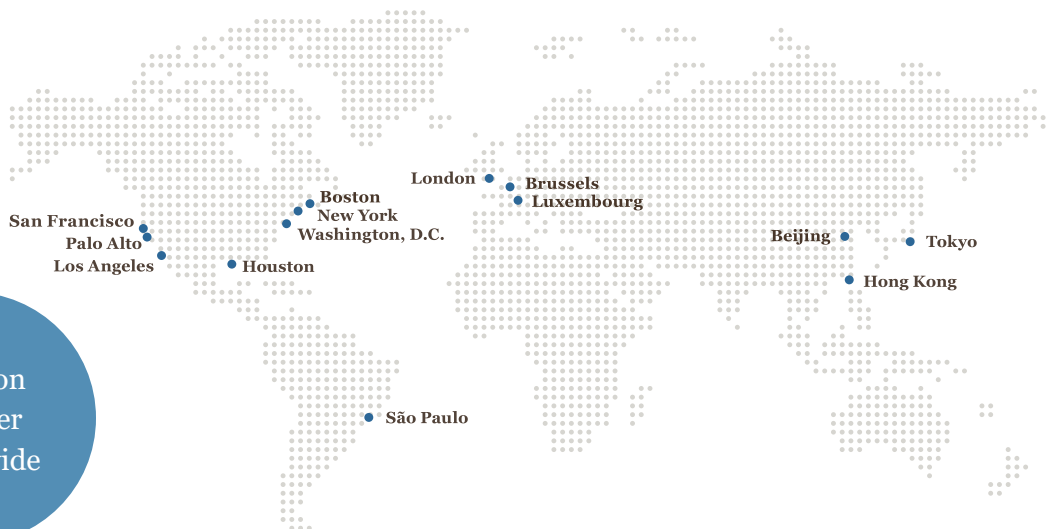 London
Brussels
Luxembourg
Boston
New York
Washington, D.C.
San Francisco
Palo Alto
Los Angeles
Houston
Beijing
Tokyo
Hong Kong
São Paulo